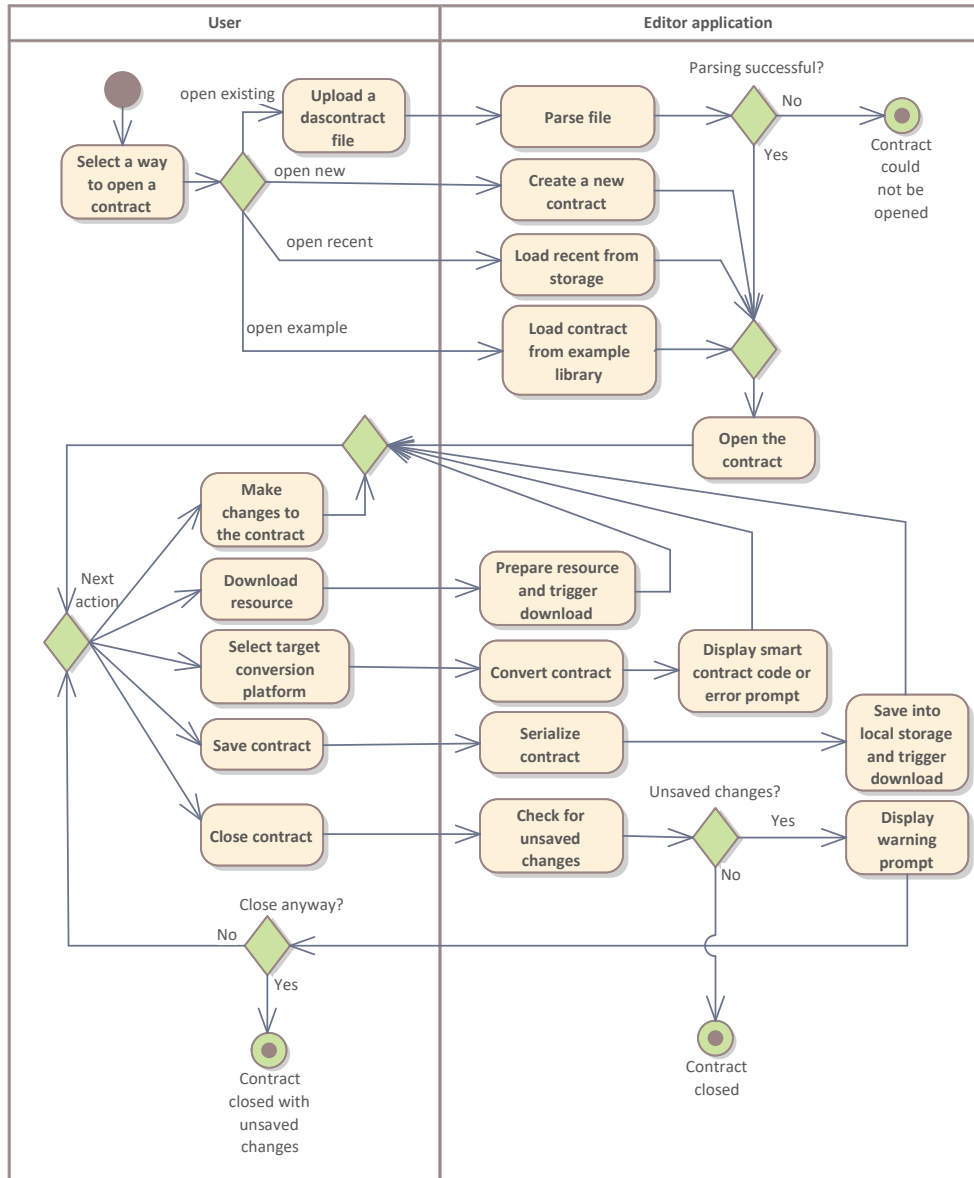 User
Editor application
Parsing successful?
open existing
Upload a
dascontract
file
Parse file
No
Yes
Contract
could
not be
opened
Select a way
to open a
contract
open new
Create a new
contract
open recent
Load recent from
storage
open example
Load contract
from example
library
Open the
contract
Make
changes to
the contract
Next
action
Download
resource
Prepare resource
and trigger
download
Select target
conversion
platform
Convert contract
Display smart
contract code or
error prompt
Save contract
Serialize
contract
Save into
local storage
and trigger
download
Unsaved changes?
Close contract
Check for
unsaved
changes
Yes
Display
warning
prompt
No
Close anyway?
No
Yes
Contract
closed with
unsaved
changes
Contract
closed